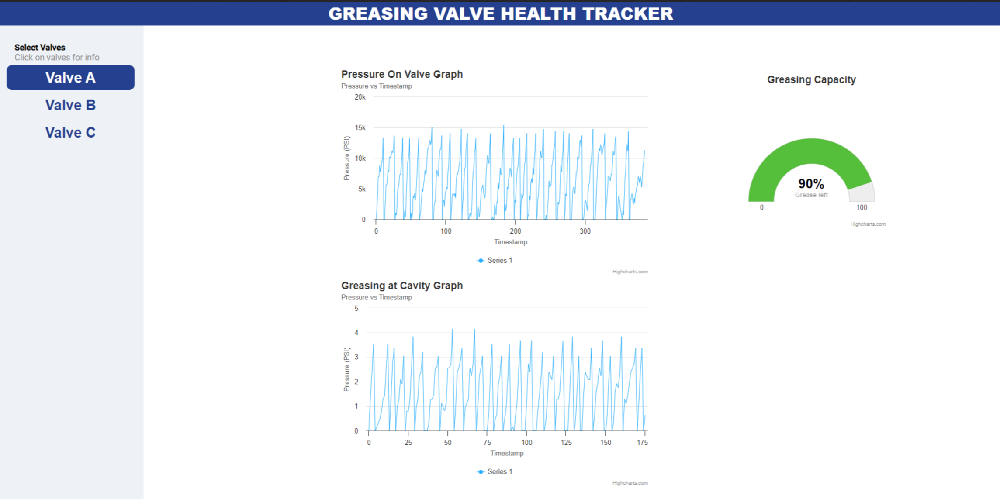 GREASING VALVE HEALTH TRACKER
Select Valves
Click on valves for info
Valve A
Valve B
Valve C
Pressure On Valve Graph
Pressure vs Timestamp
20k
15k
10k
5k
0
Pressure (PSI)
0 100 200 300
Timestamp
Series 1
Highcharts.com
Greasing Capacity
90%
Grease left
0 100
Highcharts.com
Greasing at Cavity Graph
Pressure vs Timestamp
5
4
3
2
1
0
Pressure (PSI)
0 25 50 75 100 125 150 175
Timestamp
Series 1
Highcharts.com